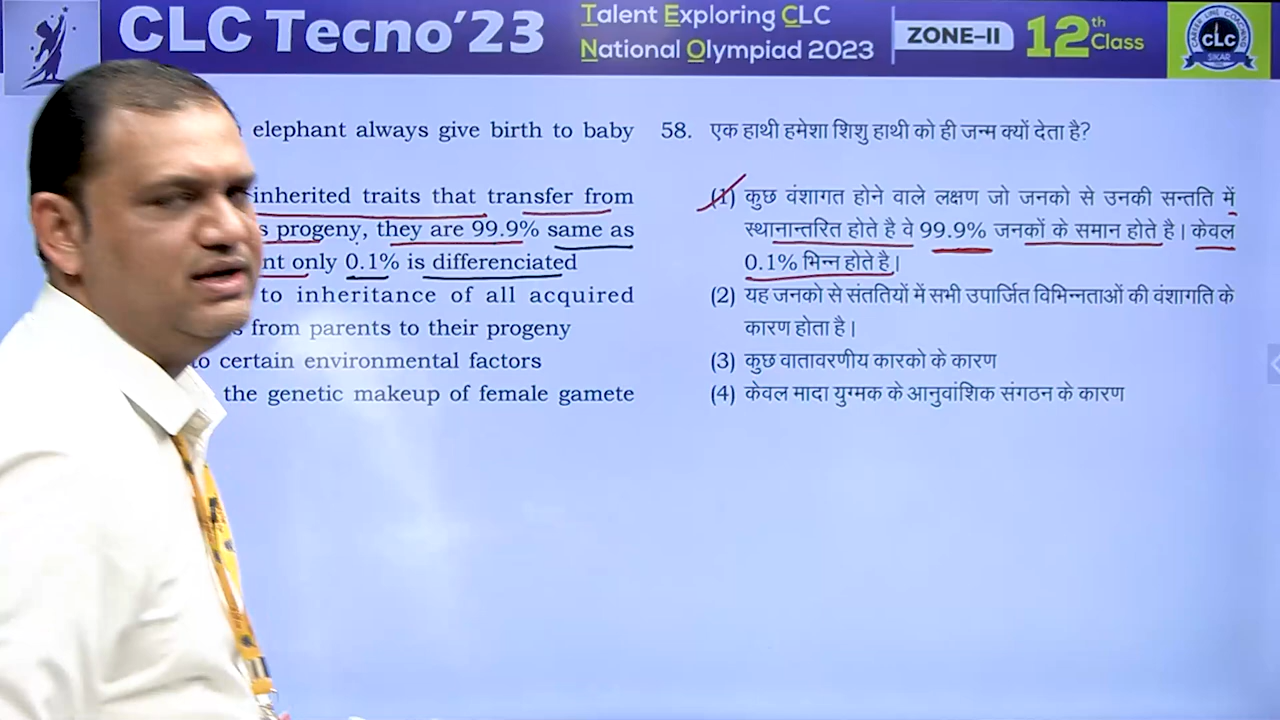 CLC Tecno'23
Talent Exploring CLC
National Olympiad 2023
ZONE-II
12th Class
CAREER LINE COACHING
CLC
SIKAR
elephant always give birth to baby
inherited traits that transfer from
s progeny, they are 99.9% same as
nt only 0.1% is differenciated
to inheritance of all acquired
s from parents to their progeny
to certain environmental factors
the genetic makeup of female gamete
58. एक हाथी हमेशा शिशु हाथी को ही जन्म क्यों देता है?
(1) कुछ वंशागत होने वाले लक्षण जो जनको से उनकी सन्तति में
स्थानान्तरित होते है वे 99.9% जनकों के समान होते है। केवल
0.1% भिन्न होते है।
(2) यह जनको से संततियों में सभी उपार्जित विभिन्नताओं की वंशागति के
कारण होता है।
(3) कुछ वातावरणीय कारको के कारण
(4) केवल मादा युग्मक के आनुवांशिक संगठन के कारण